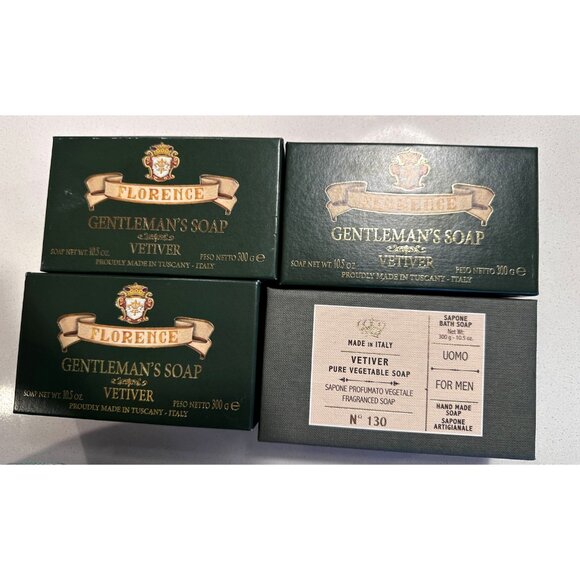 FLORENCE
GENTLEMAN'S SOAP
VETIVER
SOAP NET WT. 10.5 oz. PESO NETTO 300 g e
PROUDLY MADE IN TUSCANY - ITALY
FLORENCE
GENTLEMAN'S SOAP
VETIVER
SOAP NET WT. 10.5 oz. PESO NETTO 300 g e
PROUDLY MADE IN TUSCANY - ITALY
FLORENCE
GENTLEMAN'S SOAP
VETIVER
SOAP NET WT. 10.5 oz. PESO NETTO 300 g e
PROUDLY MADE IN TUSCANY - ITALY
MADE IN ITALY
VETIVER
PURE VEGETABLE SOAP
SAPONE PROFUMATO VEGETALE
FRAGRANCED SOAP
Nº 130
SAPONE
BATH SOAP
Net Wt.
300 g - 10.5 oz.
UOMO
FOR MEN
HAND MADE
SOAP
SAPONE
ARTIGIANALE